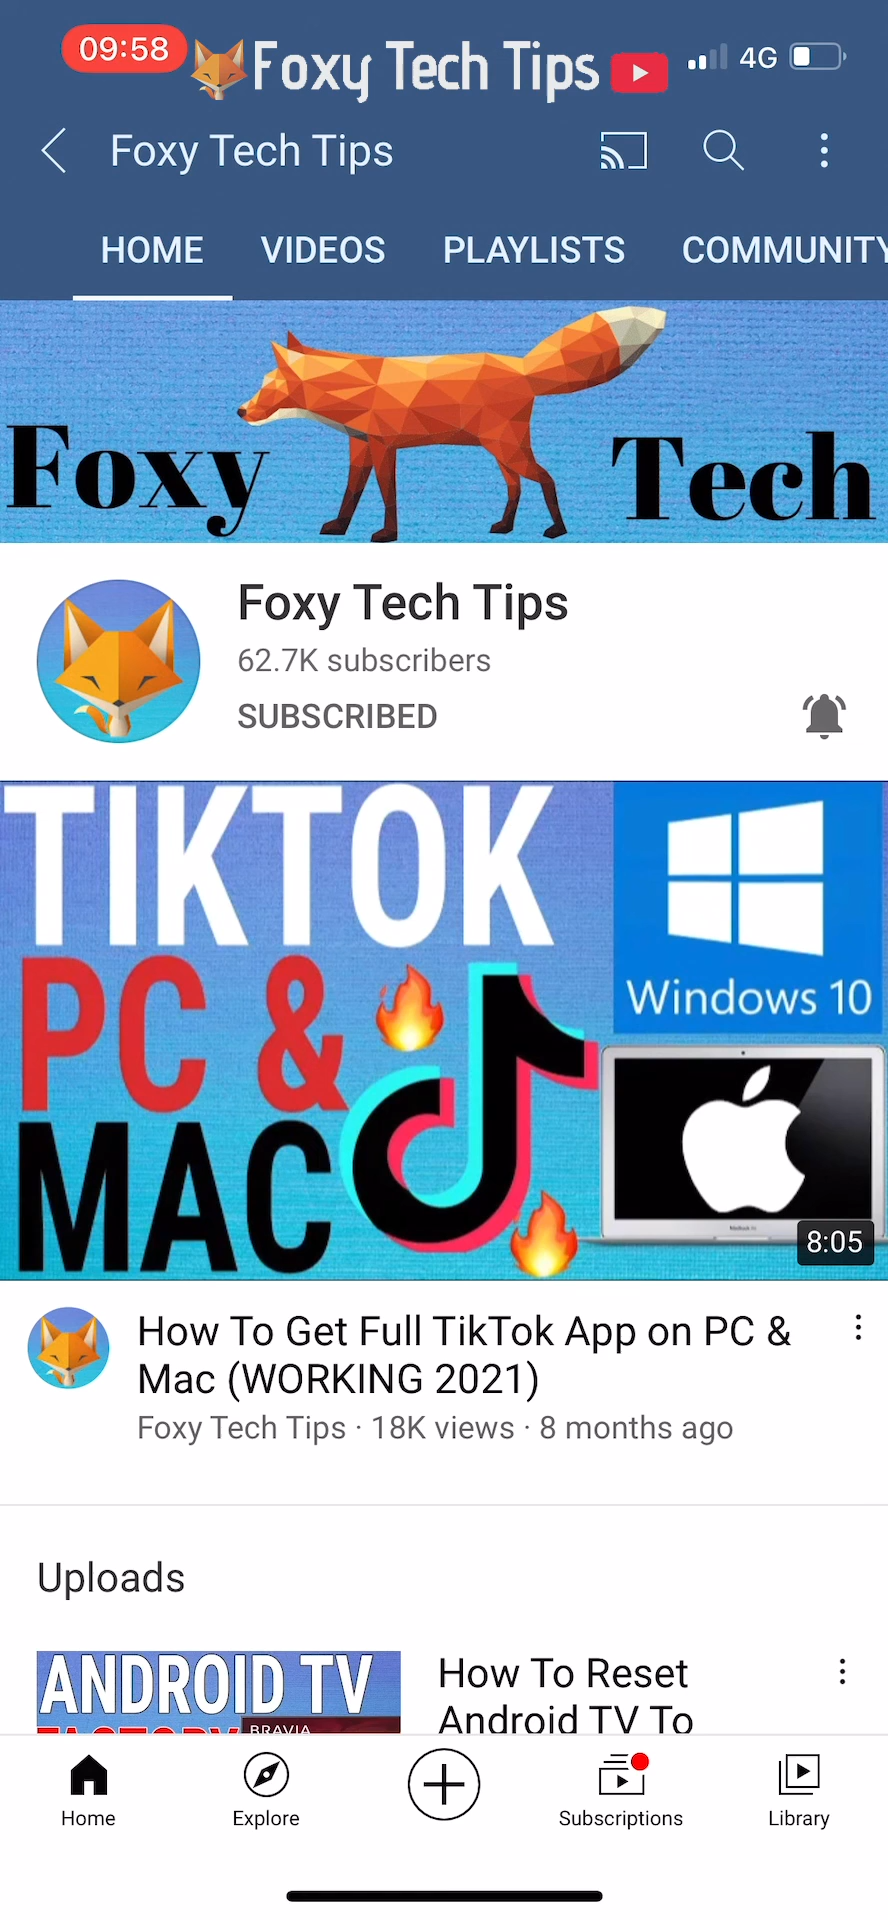 09:58
Foxy Tech Tips
4G
Foxy Tech Tips
HOME VIDEOS PLAYLISTS COMMUNITY
Foxy Tech
Foxy Tech Tips
62.7K subscribers
SUBSCRIBED
TIKTOK
PC &
MAC
Windows 10
8:05
How To Get Full TikTok App on PC &
Mac (WORKING 2021)
Foxy Tech Tips · 18K views · 8 months ago
Uploads
ANDROID TV
FACTORY
BRAVIA
How To Reset
Android TV To
Home Explore Subscriptions Library